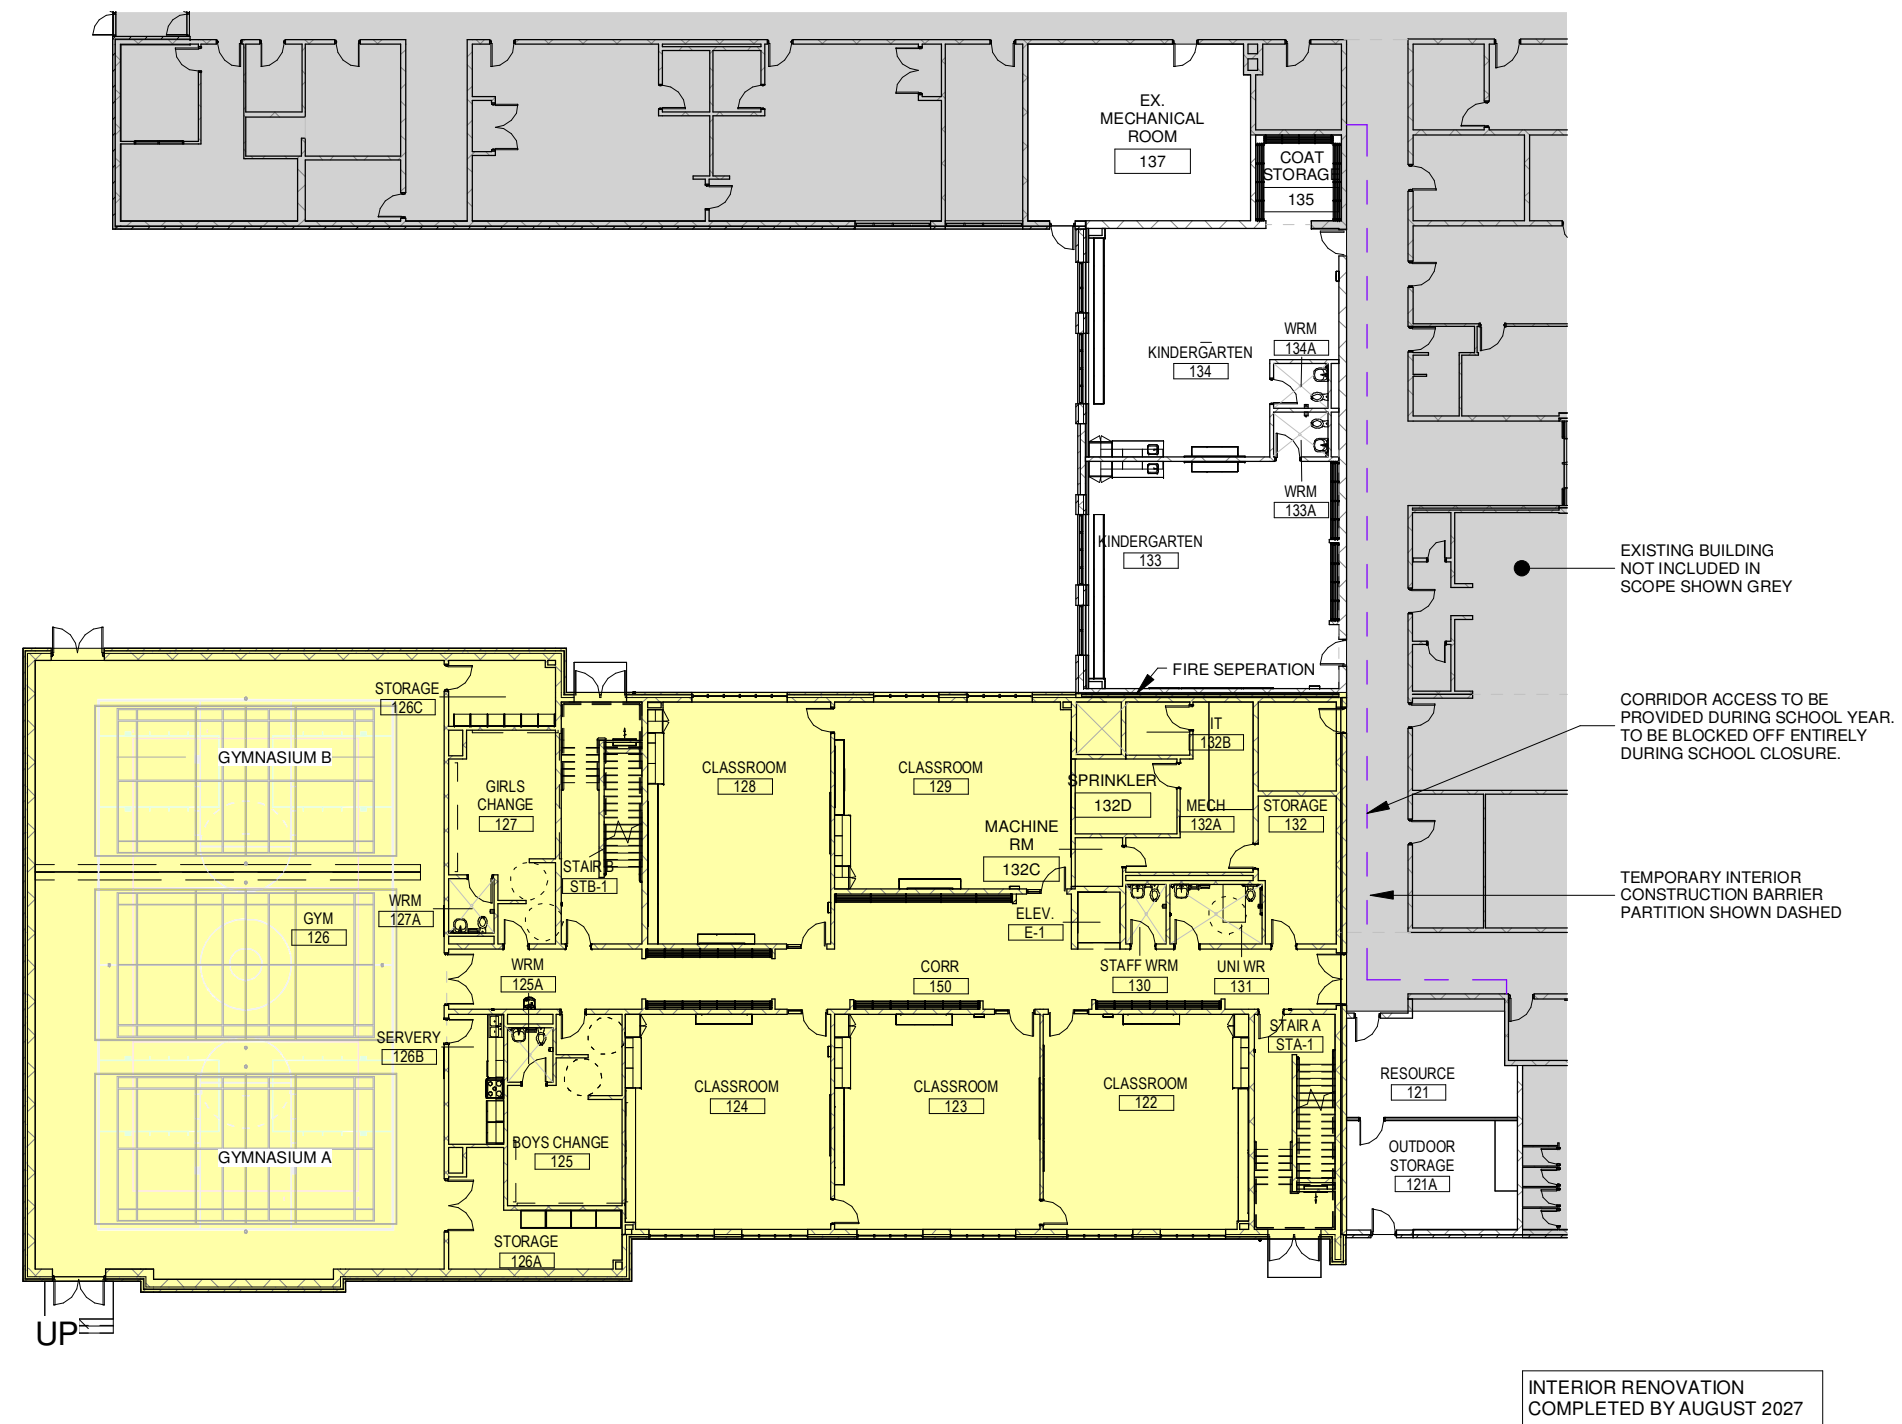 EX.
MECHANICAL
ROOM
137
COAT
STORAGE
135
WRM
134A
KINDERGARTEN
134
WRM
133A
KINDERGARTEN
133
EXISTING BUILDING
NOT INCLUDED IN
SCOPE SHOWN GREY
FIRE SEPERATION
CORRIDOR ACCESS TO BE
PROVIDED DURING SCHOOL YEAR.
TO BE BLOCKED OFF ENTIRELY
DURING SCHOOL CLOSURE.
STORAGE
126C
GYMNASIUM B
GIRLS
CHANGE
127
CLASSROOM
128
CLASSROOM
129
IT
132B
SPRINKLER
132D
MECH
132A
STORAGE
132
MACHINE
RM
132C
STAIR B
STB-1
WRM
127A
GYM
126
ELEV.
E-1
TEMPORARY INTERIOR
CONSTRUCTION BARRIER
PARTITION SHOWN DASHED
WRM
125A
CORR
150
STAFF WRM
130
UNI WR
131
SERVERY
126B
STAIR A
STA-1
CLASSROOM
124
CLASSROOM
123
CLASSROOM
122
RESOURCE
121
BOYS CHANGE
125
GYMNASIUM A
OUTDOOR
STORAGE
121A
STORAGE
126A
UP
INTERIOR RENOVATION
COMPLETED BY AUGUST 2027